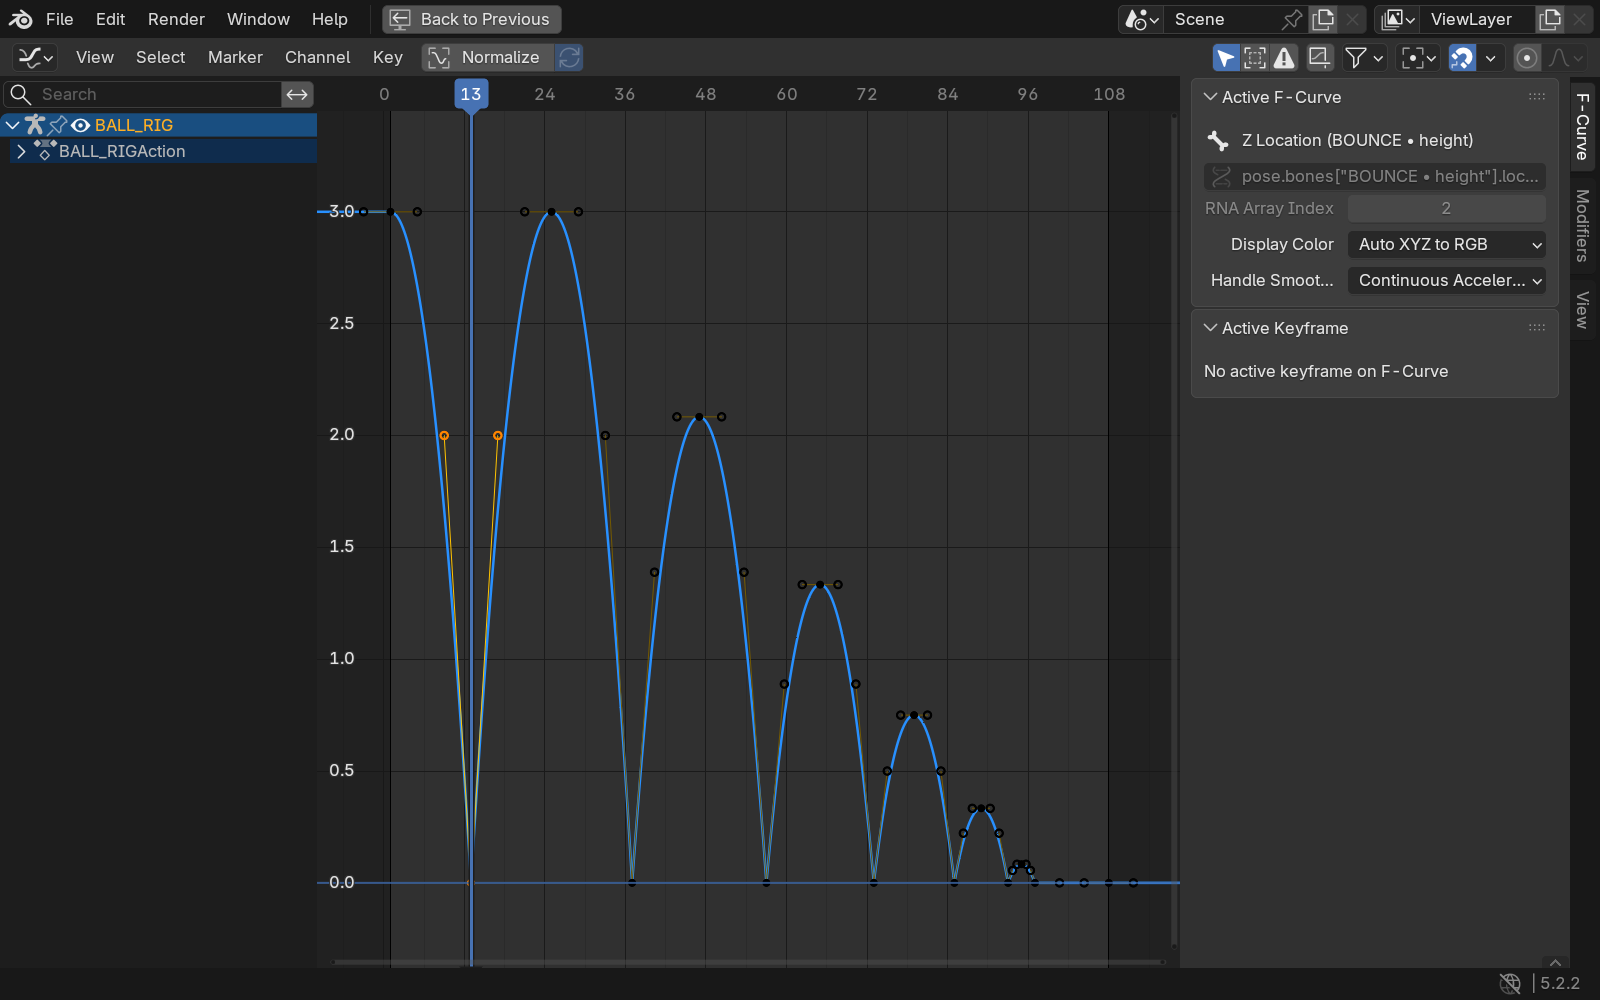 File Edit Render Window Help Back to Previous Scene ViewLayer
View Select Marker Channel Key Normalize
Search
0 13 24 36 48 60 72 84 96 108
BALL_RIG
BALL_RIGAction
3.0
2.5
2.0
1.5
1.0
0.5
0.0
Active F-Curve
Z Location (BOUNCE • height)
pose.bones["BOUNCE • height"].loc...
RNA Array Index 2
Display Color Auto XYZ to RGB
Handle Smoot... Continuous Acceler...
Active Keyframe
No active keyframe on F-Curve
F-Curve
Modifiers
View
5.2.2